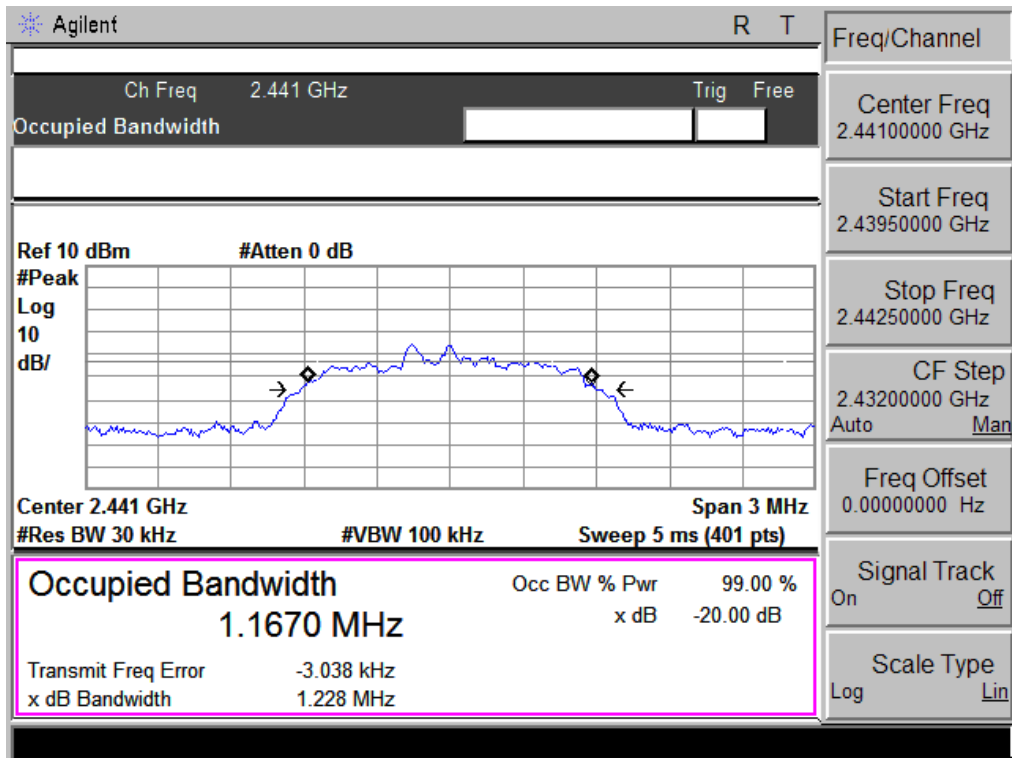 Agilent R T
Ch Freq 2.441 GHz Trig Free
Occupied Bandwidth
Ref 10 dBm #Atten 0 dB
#Peak
Log
10
dB/
Center 2.441 GHz Span 3 MHz
#Res BW 30 kHz #VBW 100 kHz Sweep 5 ms (401 pts)
Occupied Bandwidth
1.1670 MHz
Occ BW % Pwr 99.00 %
x dB -20.00 dB
Transmit Freq Error -3.038 kHz
x dB Bandwidth 1.228 MHz
Freq/Channel
Center Freq
2.44100000 GHz
Start Freq
2.43950000 GHz
Stop Freq
2.44250000 GHz
CF Step
2.43200000 GHz
Auto Man
Freq Offset
0.00000000 Hz
Signal Track
On Off
Scale Type
Log Lin